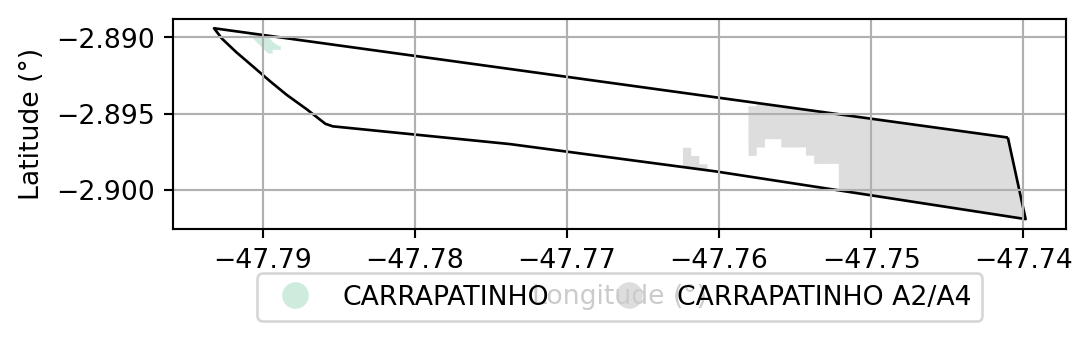 Latitude (°)
−2.890
−2.895
−2.900
−47.79 −47.78 −47.77 −47.76 −47.75 −47.74
Longitude (°)
CARRAPATINHO CARRAPATINHO A2/A4